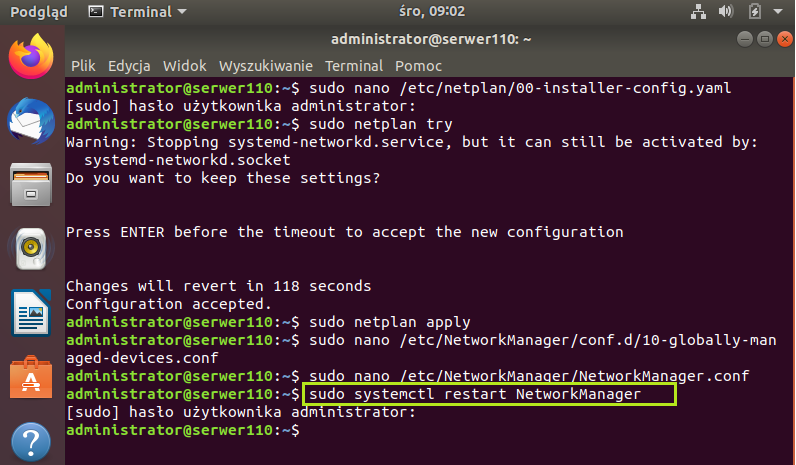 Podgląd Terminal śro, 09:02
administrator@serwer110: ~
Plik Edycja Widok Wyszukiwanie Terminal Pomoc
administrator@serwer110:~$ sudo nano /etc/netplan/00-installer-config.yaml
[sudo] hasło użytkownika administrator:
administrator@serwer110:~$ sudo netplan try
Warning: Stopping systemd-networkd.service, but it can still be activated by:
  systemd-networkd.socket
Do you want to keep these settings?
Press ENTER before the timeout to accept the new configuration
Changes will revert in 118 seconds
Configuration accepted.
administrator@serwer110:~$ sudo netplan apply
administrator@serwer110:~$ sudo nano /etc/NetworkManager/conf.d/10-globally-man
aged-devices.conf
administrator@serwer110:~$ sudo nano /etc/NetworkManager/NetworkManager.conf
administrator@serwer110:~$ sudo systemctl restart NetworkManager
[sudo] hasło użytkownika administrator:
administrator@serwer110:~$